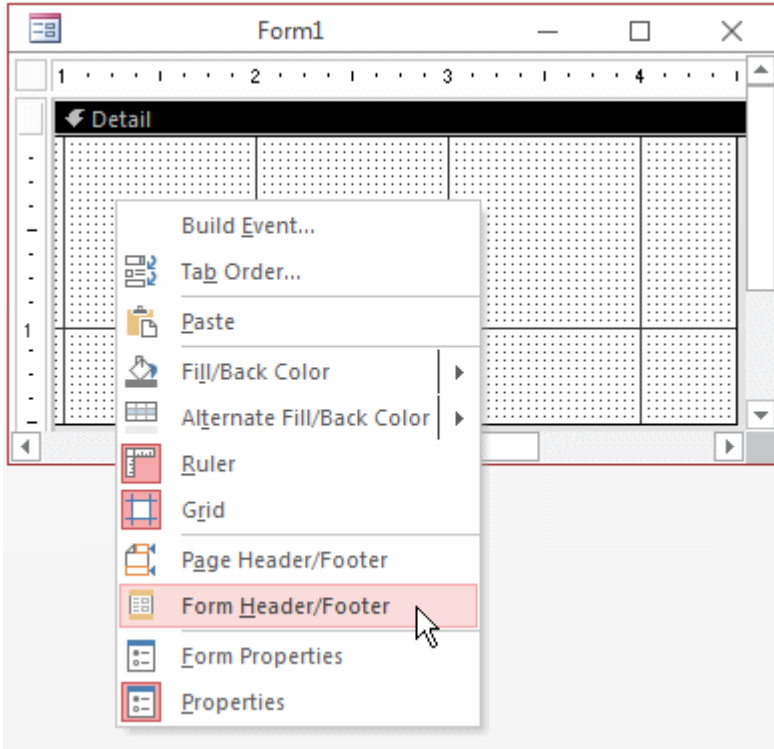 Form1
1 2 3 4
Detail
1
Build Event...
Tab Order...
Paste
Fill/Back Color
Alternate Fill/Back Color
Ruler
Grid
Page Header/Footer
Form Header/Footer
Form Properties
Properties